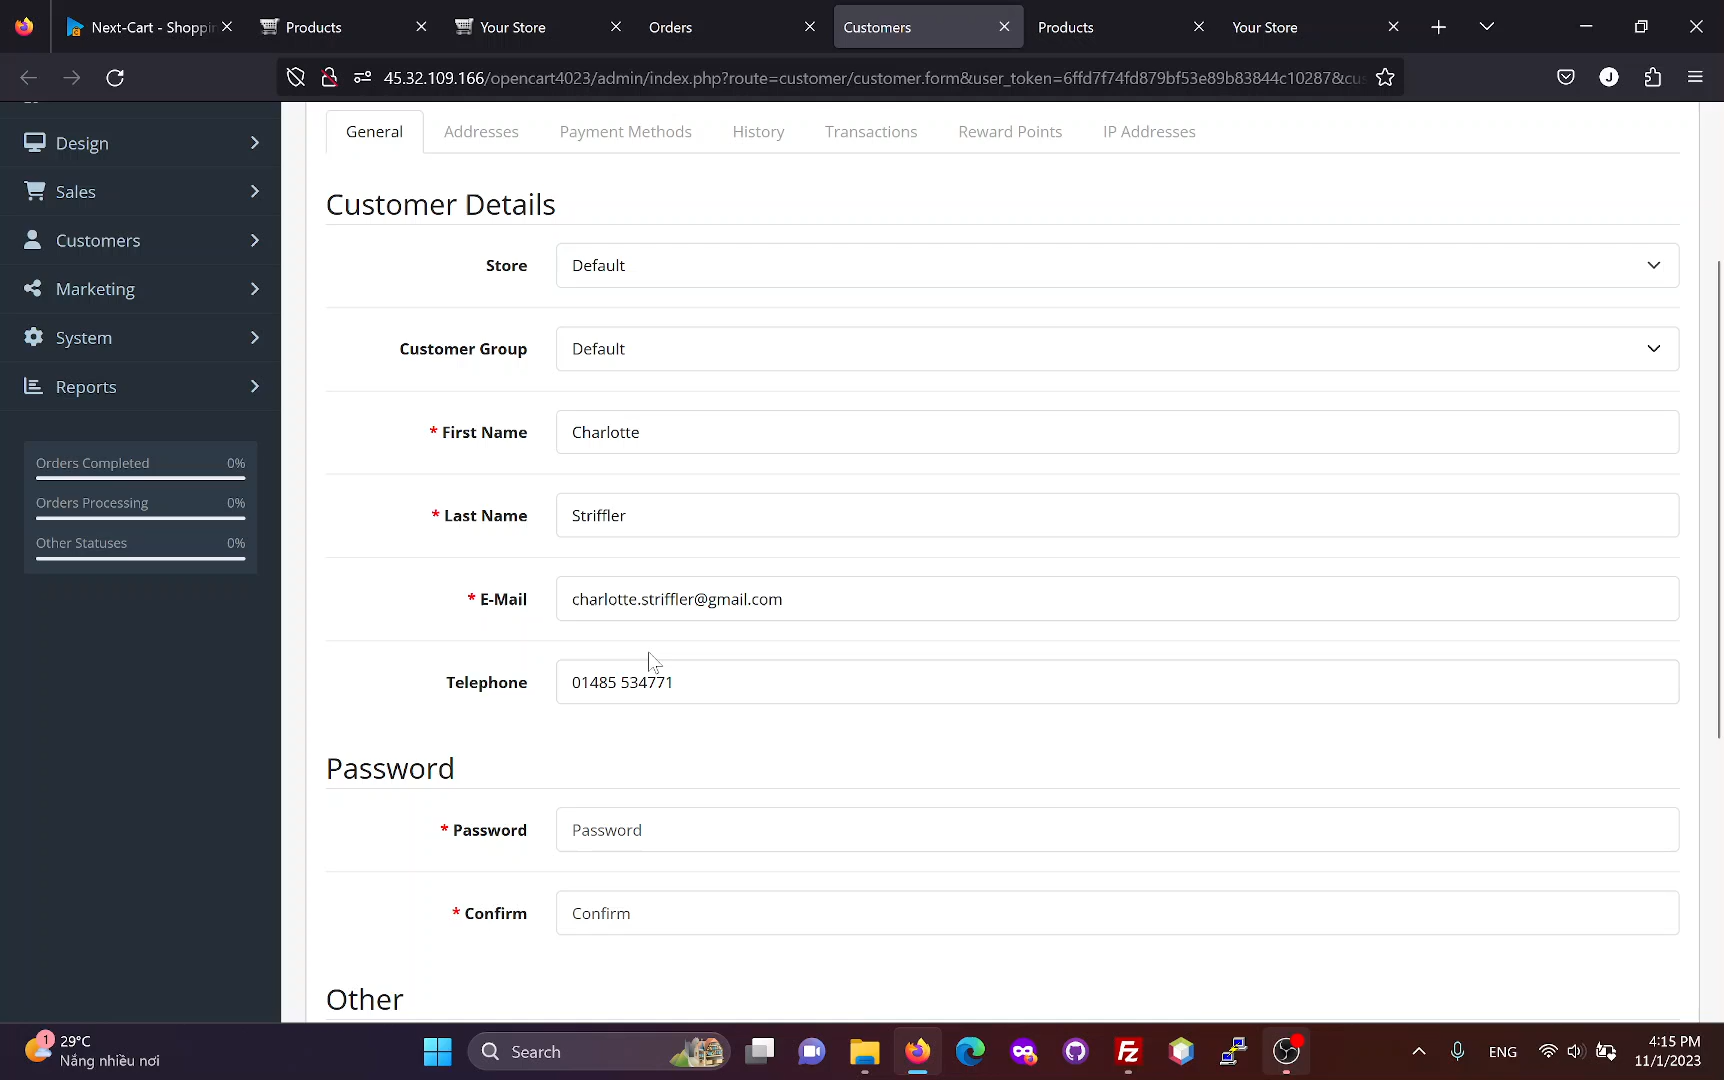 Next-Cart - Shoppin
Products
Your Store
Orders
Customers
Products
Your Store
45.32.109.166/opencart4023/admin/index.php?route=customer/customer.form&user_token=6ffd7f74fd879bf53e89b83844c10287&cu
J
Design
Sales
Customers
Marketing
System
Reports
Orders Completed 0%
Orders Processing 0%
Other Statuses 0%
General
Addresses
Payment Methods
History
Transactions
Reward Points
IP Addresses
Customer Details
Store Default
Customer Group Default
* First Name Charlotte
* Last Name Striffler
* E-Mail charlotte.striffler@gmail.com
Telephone 01485 534771
Password
* Password Password
* Confirm Confirm
Other
1
29°C
Nắng nhiều nơi
Search
Fz
ENG
4:15 PM
11/1/2023